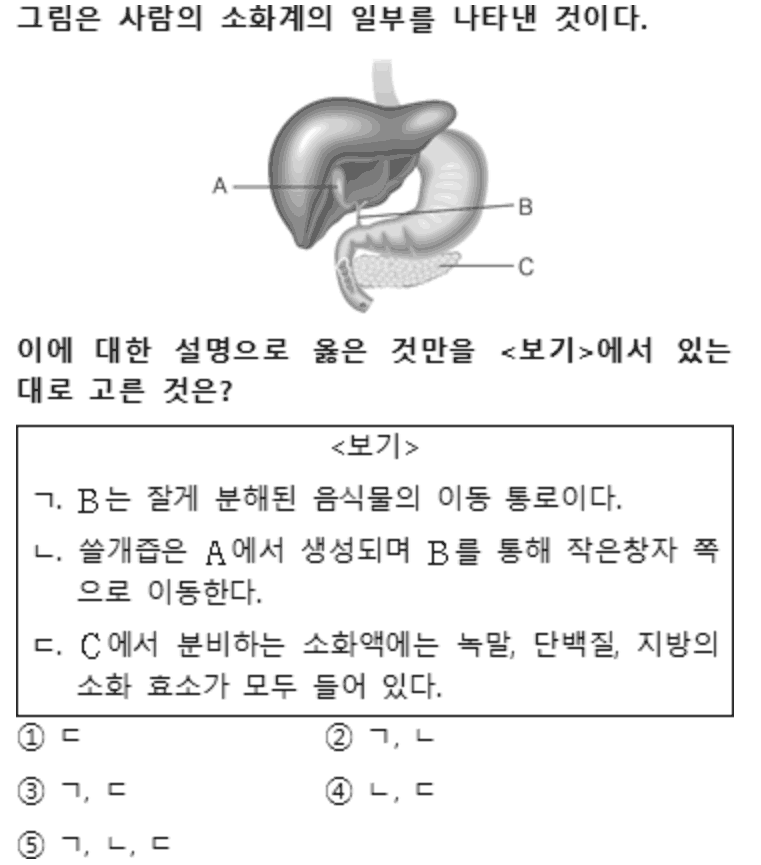 그림은 사람의 소화계의 일부를 나타낸 것이다.
A
B
C
이에 대한 설명으로 옳은 것만을 <보기>에서 있는
대로 고른 것은?
<보기>
ㄱ. B는 잘게 분해된 음식물의 이동 통로이다.
ㄴ. 쓸개즙은 A에서 생성되며 B를 통해 작은창자 쪽
으로 이동한다.
ㄷ. C에서 분비하는 소화액에는 녹말, 단백질, 지방의
소화 효소가 모두 들어 있다.
① ㄷ ② ㄱ, ㄴ
③ ㄱ, ㄷ ④ ㄴ, ㄷ
⑤ ㄱ, ㄴ, ㄷ